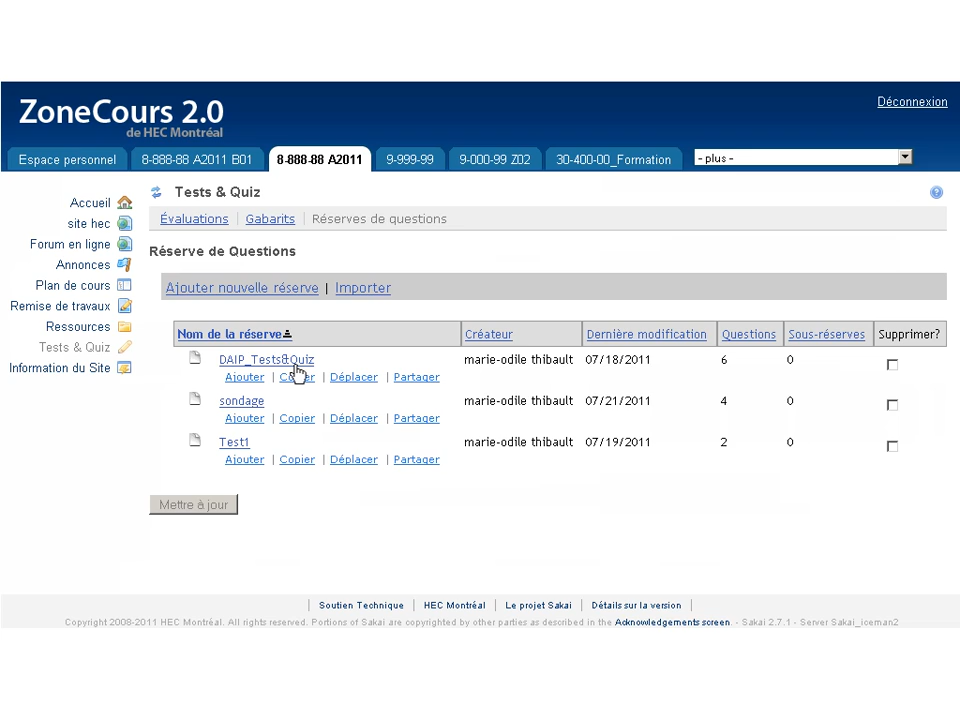 ZoneCours 2.0
de HEC Montréal
Déconnexion
Espace personnel 8-888-88 A2011 B01 8-888-88 A2011 9-999-99 9-000-99 Z02 30-400-00_Formation - plus -
Accueil
site hec
Forum en ligne
Annonces
Plan de cours
Remise de travaux
Ressources
Tests & Quiz
Information du Site
Tests & Quiz
Évaluations | Gabarits | Réserves de questions
Réserve de Questions
Ajouter nouvelle réserve | Importer
Nom de la réserve Créateur Dernière modification Questions Sous-réserves Supprimer?
DAIP_Tests&Quiz marie-odile thibault 07/18/2011 6 0
Ajouter | Copier | Déplacer | Partager
sondage marie-odile thibault 07/21/2011 4 0
Ajouter | Copier | Déplacer | Partager
Test1 marie-odile thibault 07/19/2011 2 0
Ajouter | Copier | Déplacer | Partager
Mettre à jour
| Soutien Technique | HEC Montréal | Le projet Sakai | Détails sur la version |
Copyright 2008-2011 HEC Montréal. All rights reserved. Portions of Sakai are copyrighted by other parties as described in the Acknowledgements screen. - Sakai 2.7.1 - Server Sakai_iceman2